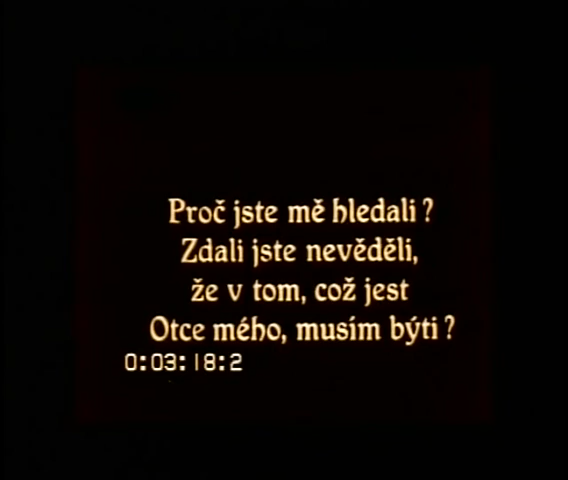 Proč jste mě hledali?
Zdali jste nevěděli,
že v tom, což jest
Otce mého, musím býti?
0:03:18:2